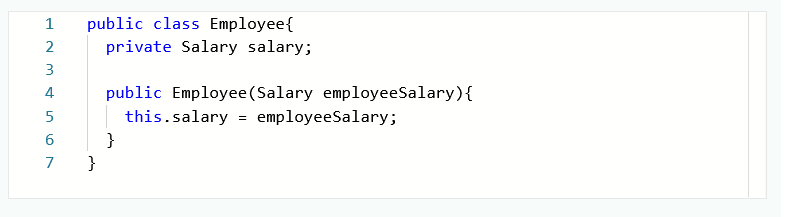 1 public class Employee{
2 private Salary salary;
3
4 public Employee(Salary employeeSalary){
5 this.salary = employeeSalary;
6 }
7 }